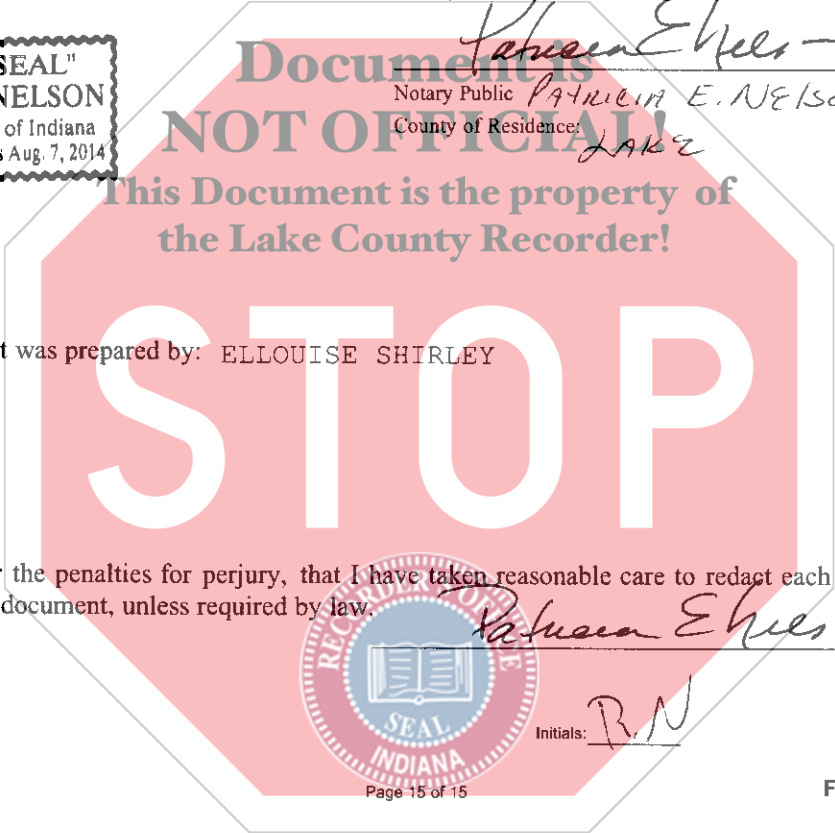 SEAL"
NELSON
of Indiana
s Aug. 7, 2014
Document is
NOT OFFICIAL!
This Document is the property of
the Lake County Recorder!
Notary Public PATRICIA E. NELSO
County of Residence:
LAKE
t was prepared by: ELLOUISE SHIRLEY
STOP
the penalties for perjury, that I have taken reasonable care to redact each
document, unless required by law.
RECORDER'S OFFICE
SEAL
INDIANA
Initials: R.N
Page 15 of 15
F